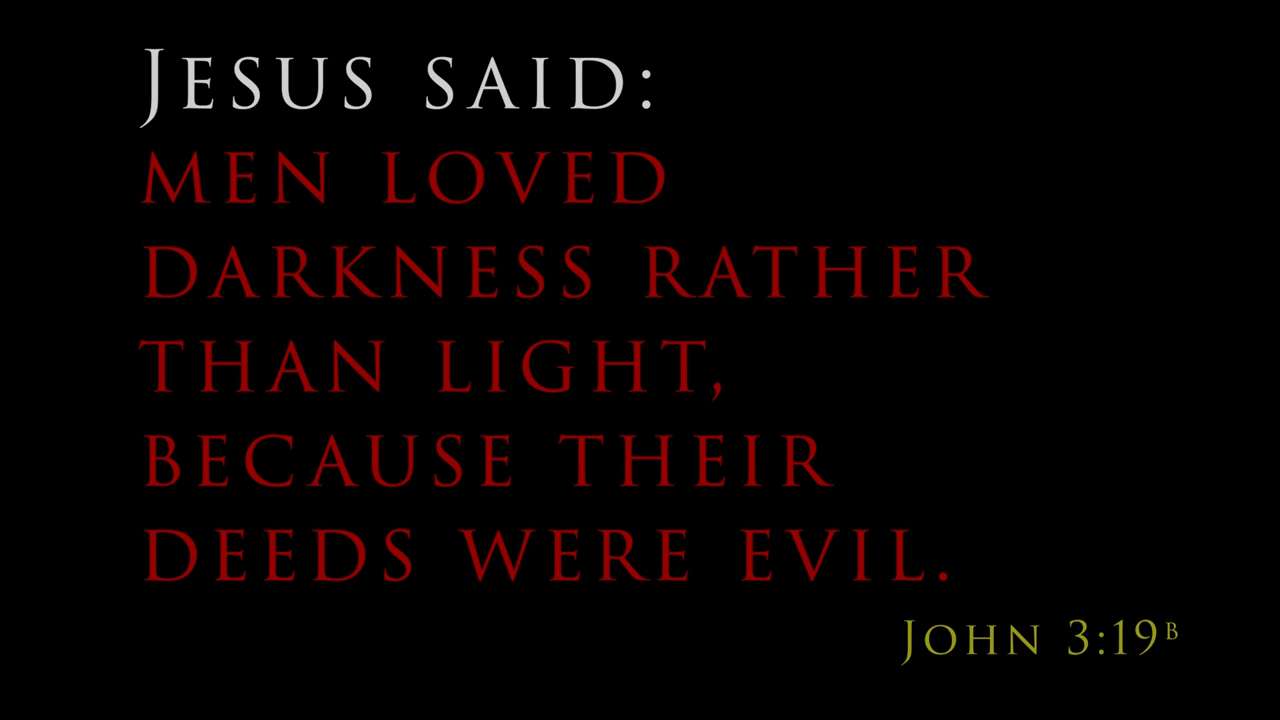 Jesus said:
men loved
darkness rather
than light,
because their
deeds were evil.
John 3:19B